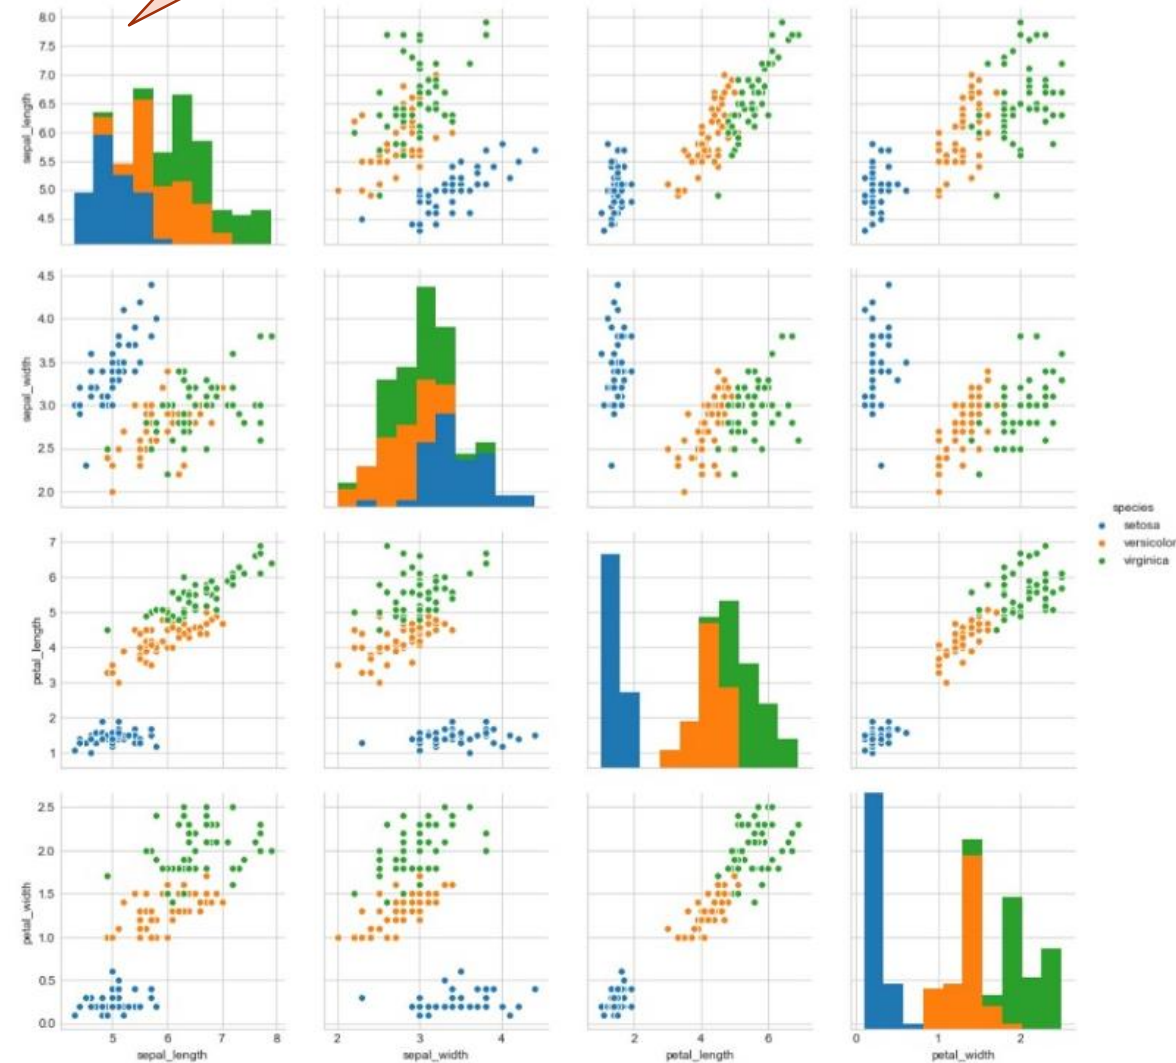 8.0
7.5
7.0
6.5
6.0
5.5
5.0
4.5
sepal_length
4.5
4.0
3.5
3.0
2.5
2.0
sepal_width
7
6
5
4
3
2
1
petal_length
2.5
2.0
1.5
1.0
0.5
0.0
petal_width
5 6 7 8
sepal_length
2 3 4
sepal_width
2 4 6
petal_length
0 1 2
petal_width
species
setosa
versicolor
virginica